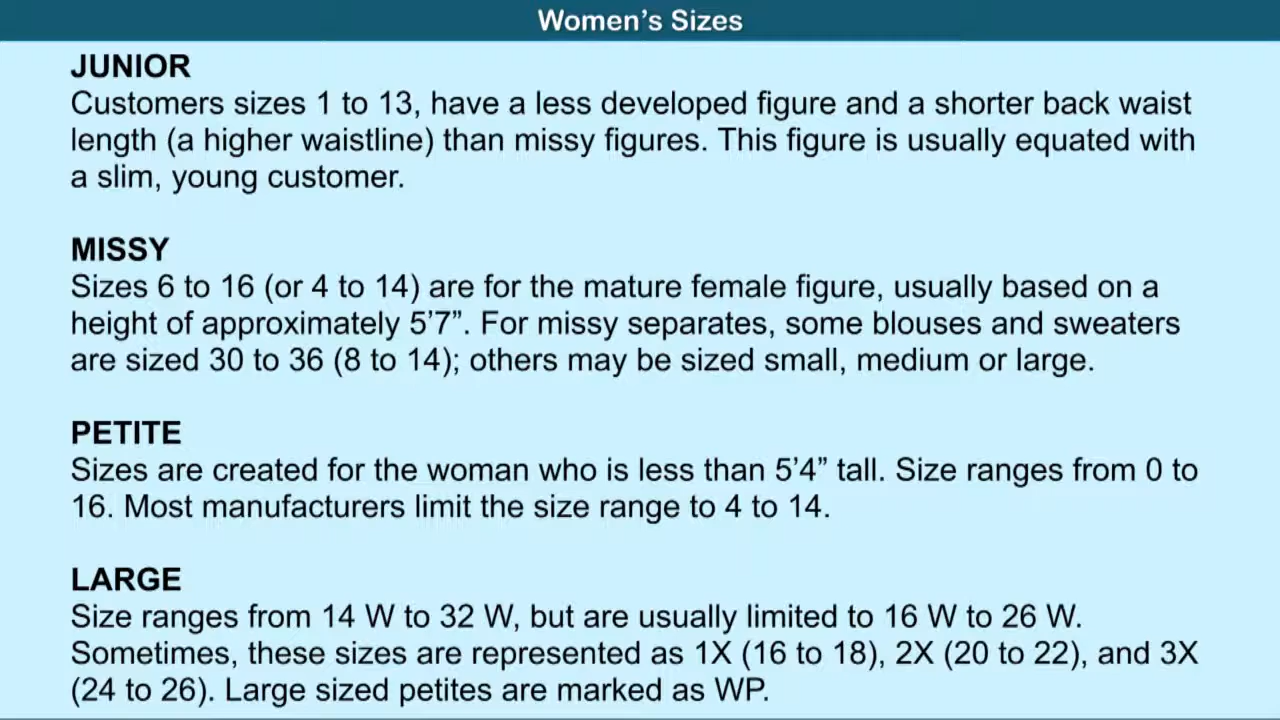 Women’s Sizes
JUNIOR
Customers sizes 1 to 13, have a less developed figure and a shorter back waist
length (a higher waistline) than missy figures. This figure is usually equated with
a slim, young customer.
MISSY
Sizes 6 to 16 (or 4 to 14) are for the mature female figure, usually based on a
height of approximately 5’7”. For missy separates, some blouses and sweaters
are sized 30 to 36 (8 to 14); others may be sized small, medium or large.
PETITE
Sizes are created for the woman who is less than 5’4” tall. Size ranges from 0 to
16. Most manufacturers limit the size range to 4 to 14.
LARGE
Size ranges from 14 W to 32 W, but are usually limited to 16 W to 26 W.
Sometimes, these sizes are represented as 1X (16 to 18), 2X (20 to 22), and 3X
(24 to 26). Large sized petites are marked as WP.